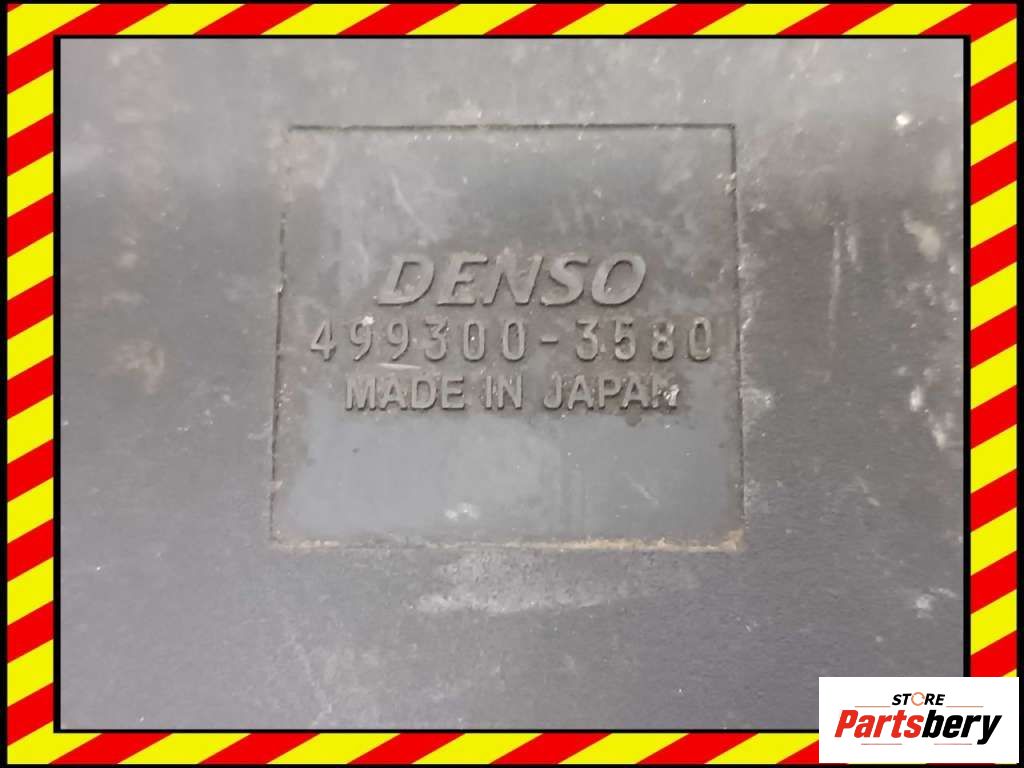 DENSO
499300-3580
MADE IN JAPAN
STORE
Partsbery